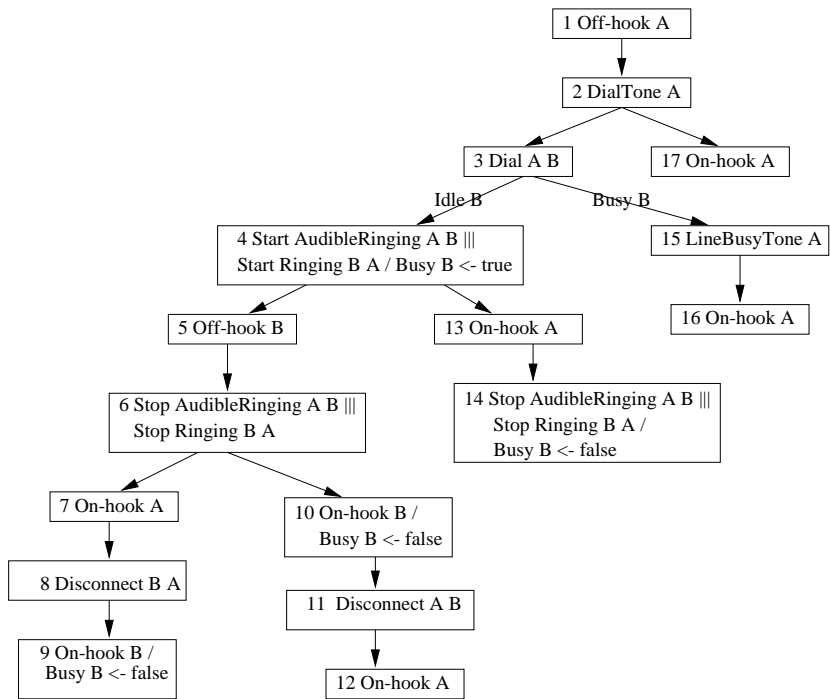 1 Off-hook A
2 DialTone A
3 Dial A B
17 On-hook A
Idle B
Busy B
4 Start AudibleRinging A B |||
Start Ringing B A / Busy B <- true
15 LineBusyTone A
5 Off-hook B
13 On-hook A
16 On-hook A
6 Stop AudibleRinging A B |||
Stop Ringing B A
14 Stop AudibleRinging A B |||
Stop Ringing B A /
Busy B <- false
7 On-hook A
10 On-hook B /
Busy B <- false
8 Disconnect B A
11 Disconnect A B
9 On-hook B /
Busy B <- false
12 On-hook A